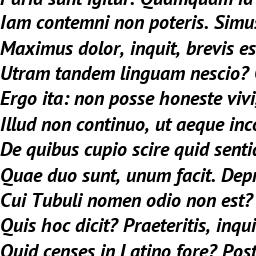 Paria sunt igitur. Quamquam
Iam contemni non poteris. Simus
Maximus dolor, inquit, brevis es
Utram tandem linguam nescio?
Ergo ita: non posse honeste vivi,
Illud non continuo, ut aeque inc
De quibus cupio scire quid senti
Quae duo sunt, unum facit. Depr
Cui Tubuli nomen odio non est?
Quis hoc dicit? Praeteritis, inqui
Quid censes in Latino fore? Post